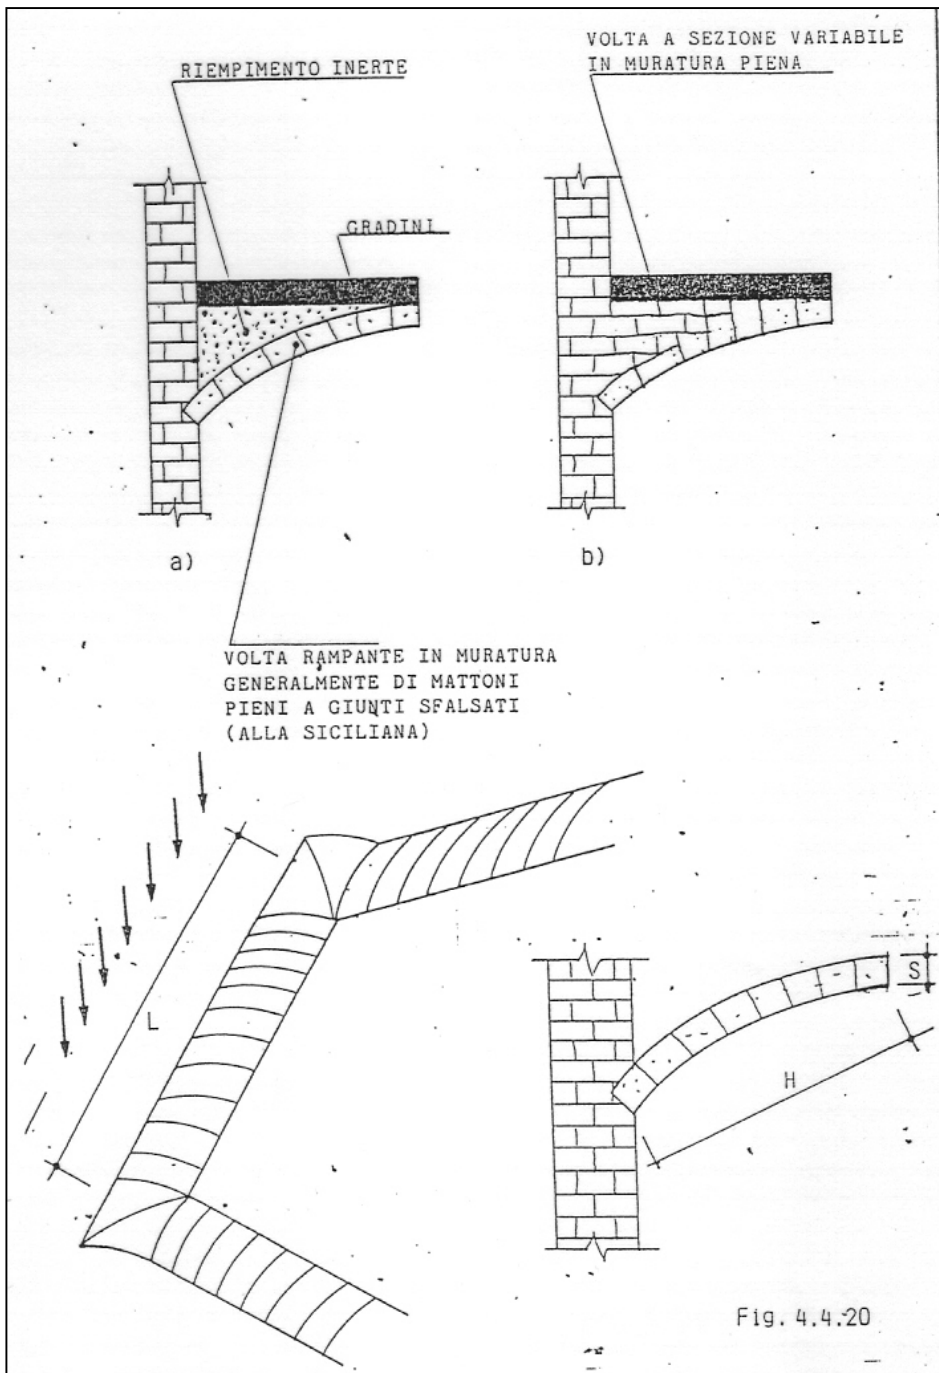 RIEMPIMENTO INERTE
VOLTA A SEZIONE VARIABILE
IN MURATURA PIENA
GRADINI
a)
b)
VOLTA RAMPANTE IN MURATURA
GENERALMENTE DI MATTONI
PIENI A GIUNTI SFALSATI
(ALLA SICILIANA)
L
S
H
Fig. 4.4.20